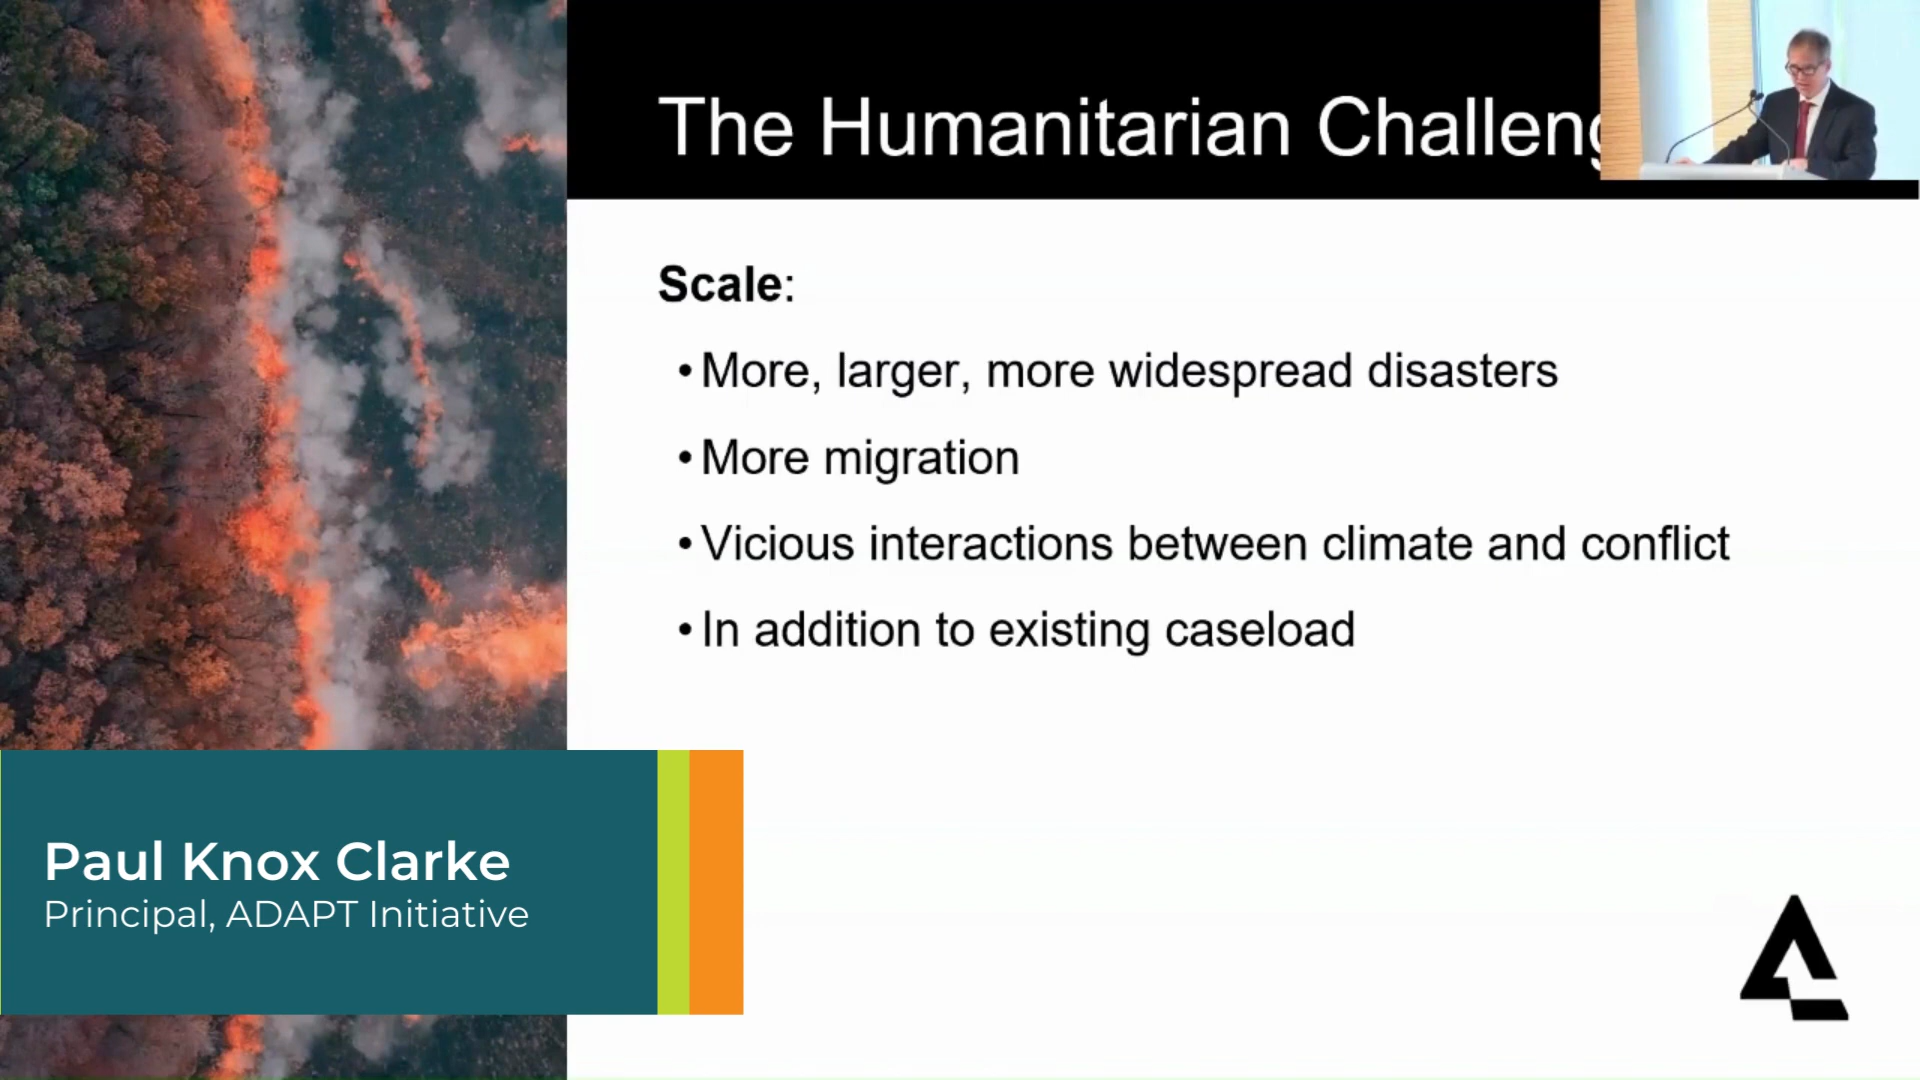 The Humanitarian Challeng
Scale:
• More, larger, more widespread disasters
• More migration
• Vicious interactions between climate and conflict
• In addition to existing caseload
Paul Knox Clarke
Principal, ADAPT Initiative